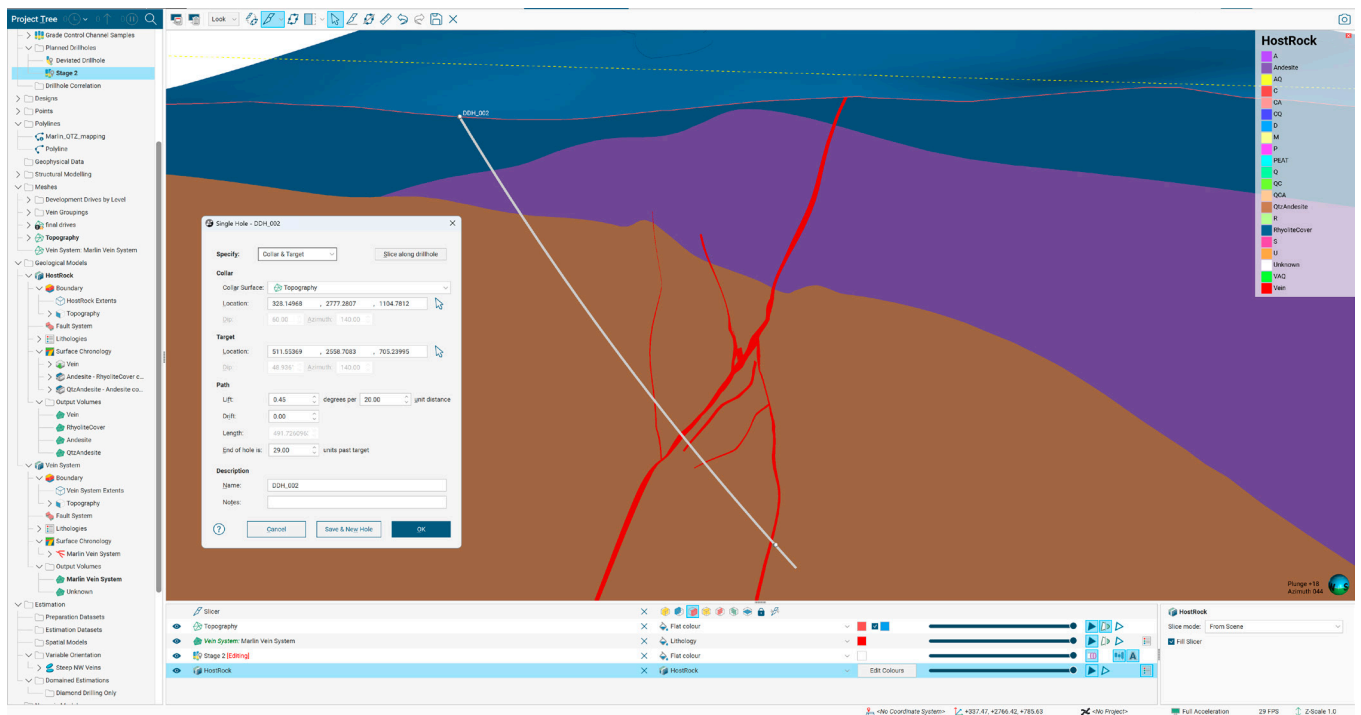 Project Tree
Look
Grade Control Channel Samples
Planned Drillholes
Deviated Drillhole
Stage 2
Drillhole Correlation
Designs
Points
Polylines
Marlin_QTZ_mapping
Polyline
Geophysical Data
Structural Modelling
Meshes
Development Drives by Level
Vein Groupings
final drives
Topography
Vein System: Marlin Vein System
Geological Models
HostRock
Boundary
HostRock Extents
Topography
Fault System
Lithologies
Surface Chronology
Vein
Andesite - RhyoliteCover c...
QtzAndesite - Andesite co...
Output Volumes
Vein
RhyoliteCover
Andesite
QtzAndesite
Vein System
Boundary
Vein System Extents
Topography
Fault System
Lithologies
Surface Chronology
Marlin Vein System
Output Volumes
Marlin Vein System
Unknown
Estimation
Preparation Datasets
Estimation Datasets
Spatial Models
Variable Orientation
Steep NW Veins
Domained Estimations
Diamond Drilling Only
DDH_002
Single Hole - DDH_002
Specify: Collar & Target Slice along drillhole
Collar
Collar Surface: Topography
Location: 328.14968 , 2777.2807 , 1104.7812
Dip: 60.00 Azimuth: 140.00
Target
Location: 511.53369 , 2558.7083 , 705.23995
Azimuth: 140.00
Path
Lift: 0.45 degrees per 20.00 unit distance
Drift: 0.00
Length:
End of hole is: 29.00 units past target
Description
Name: DDH_002
Notes:
Cancel Save & New Hole OK
HostRock
A
Andesite
AQ
C
CA
CQ
D
M
P
PEAT
Q
QC
QCA
QtzAndesite
R
RhyoliteCover
S
U
Unknown
VAQ
Vein
Plunge +18
Azimuth 044
Slicer
Topography Flat colour
Vein System: Marlin Vein System Lithology
Stage 2 [Editing] Flat colour
HostRock HostRock Edit Colours
HostRock
Slice mode: From Scene
Fill Slicer
<No Coordinate System> +337.47, +2766.42, +785.63 <No Project> Full Acceleration 29 FPS Z-Scale 1.0